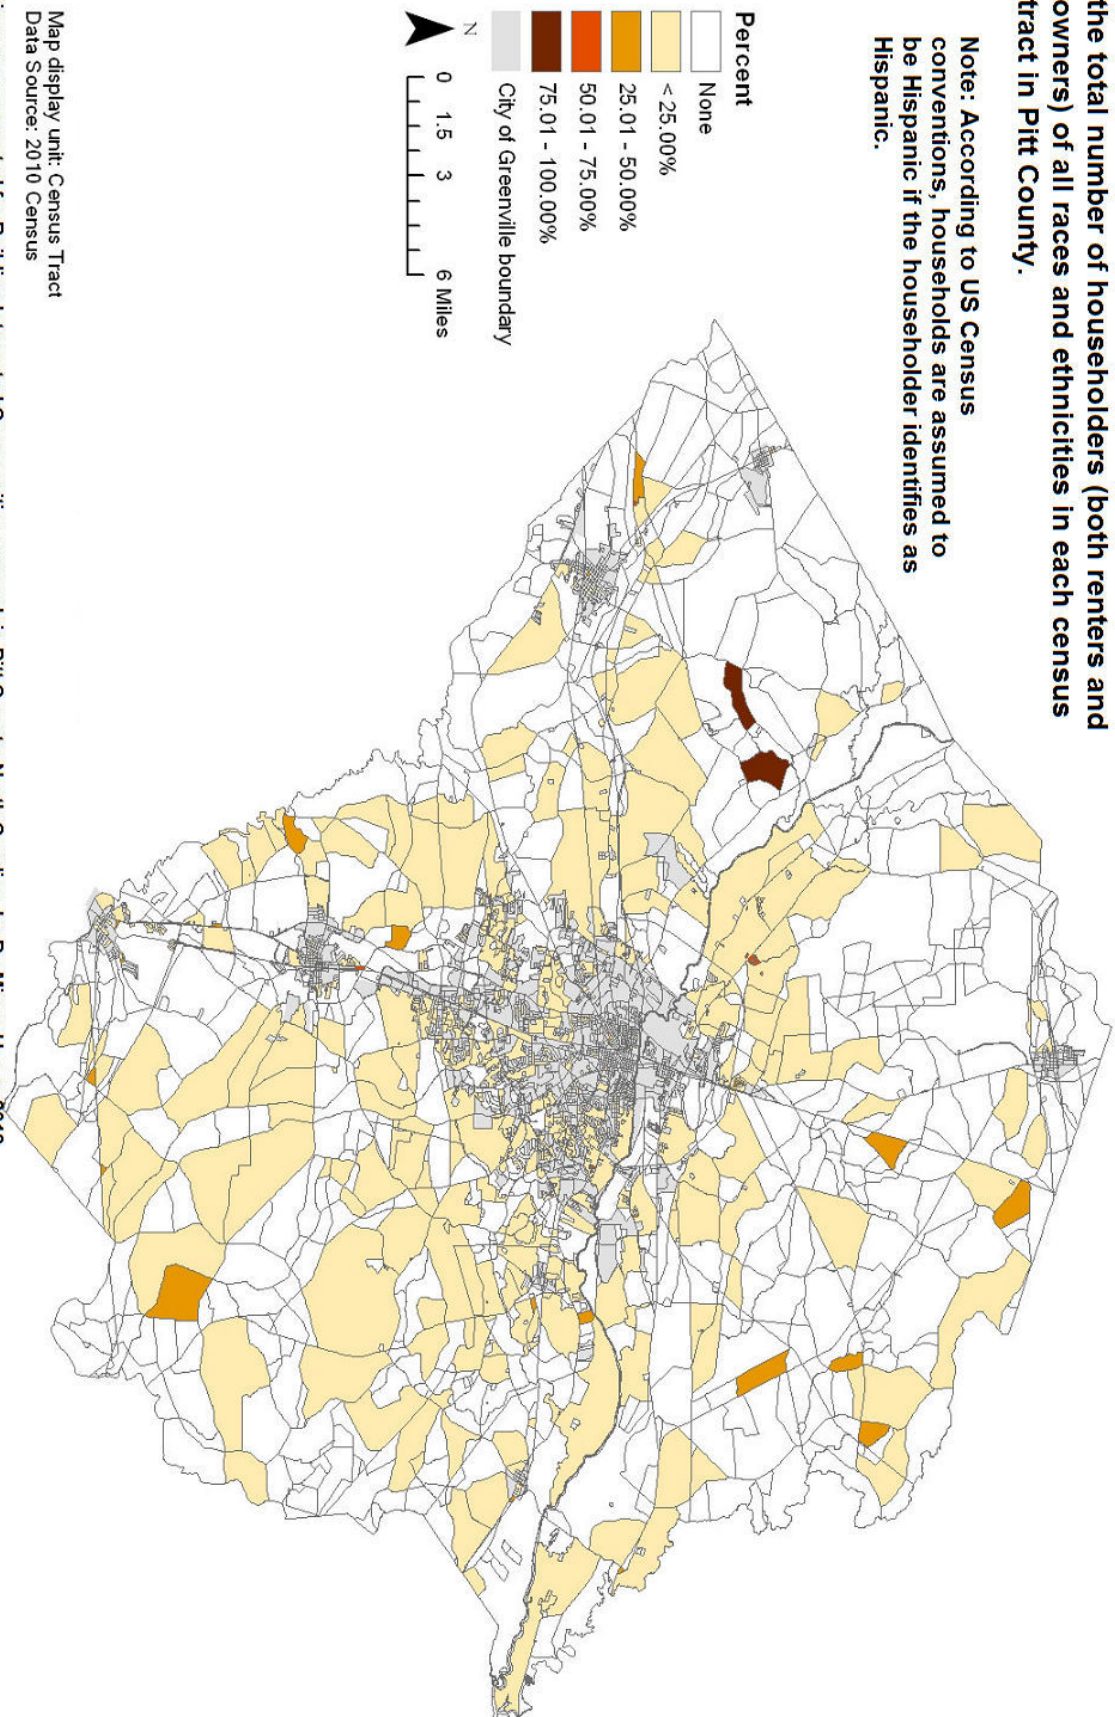 the total number of householders (both renters and
owners) of all races and ethnicities in each census
tract in Pitt County.
Note: According to US Census
conventions, households are assumed to
be Hispanic if the householder identifies as
Hispanic.
Percent
None
< 25.00%
25.01 - 50.00%
50.01 - 75.00%
75.01 - 100.00%
City of Greenville boundary
N
0 1.5 3 6 Miles
Map display unit: Census Tract
Data Source: 2010 Census